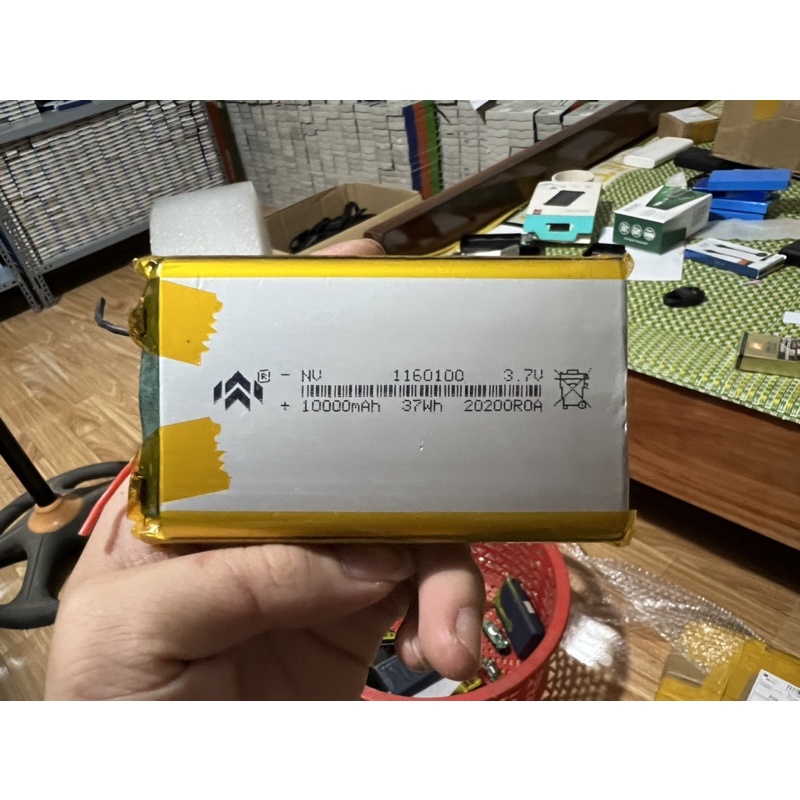 ® - NV 1160100 3.7V
+ 10000mAh 37Wh 20200R0A